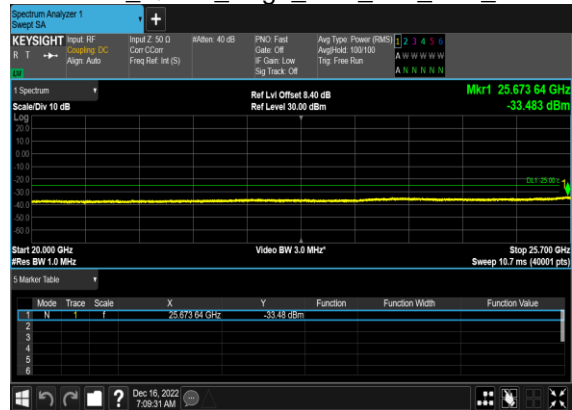 Spectrum Analyzer 1
Swept SA
+
KEYSIGHT Input: RF Input Z: 50 Ω #Atten: 40 dB PNO: Fast Avg Type: Power (RMS) 1 2 3 4 5 6
R T Coupling: DC Corr CCorr Gate: Off Avg|Hold: 100/100 A W W W W W
Align: Auto Freq Ref: Int (S) IF Gain: Low Trig: Free Run A N N N N N
Sig Track: Off
LW
1 Spectrum Ref Lvl Offset 8.40 dB Mkr1 25.673 64 GHz
Scale/Div 10 dB Ref Level 30.00 dBm -33.483 dBm
Log
20.0
10.0
0.00
-10.0
-20.0
DL1 -25.00
-30.0
1
-40.0
-50.0
-60.0
Start 20.000 GHz Video BW 3.0 MHz* Stop 25.700 GHz
#Res BW 1.0 MHz Sweep 10.7 ms (40001 pts)
5 Marker Table
Mode Trace Scale X Y Function Function Width Function Value
1 N 1 f 25.673 64 GHz -33.48 dBm
2
3
4
5
6
? Dec 16, 2022
7:09:31 AM